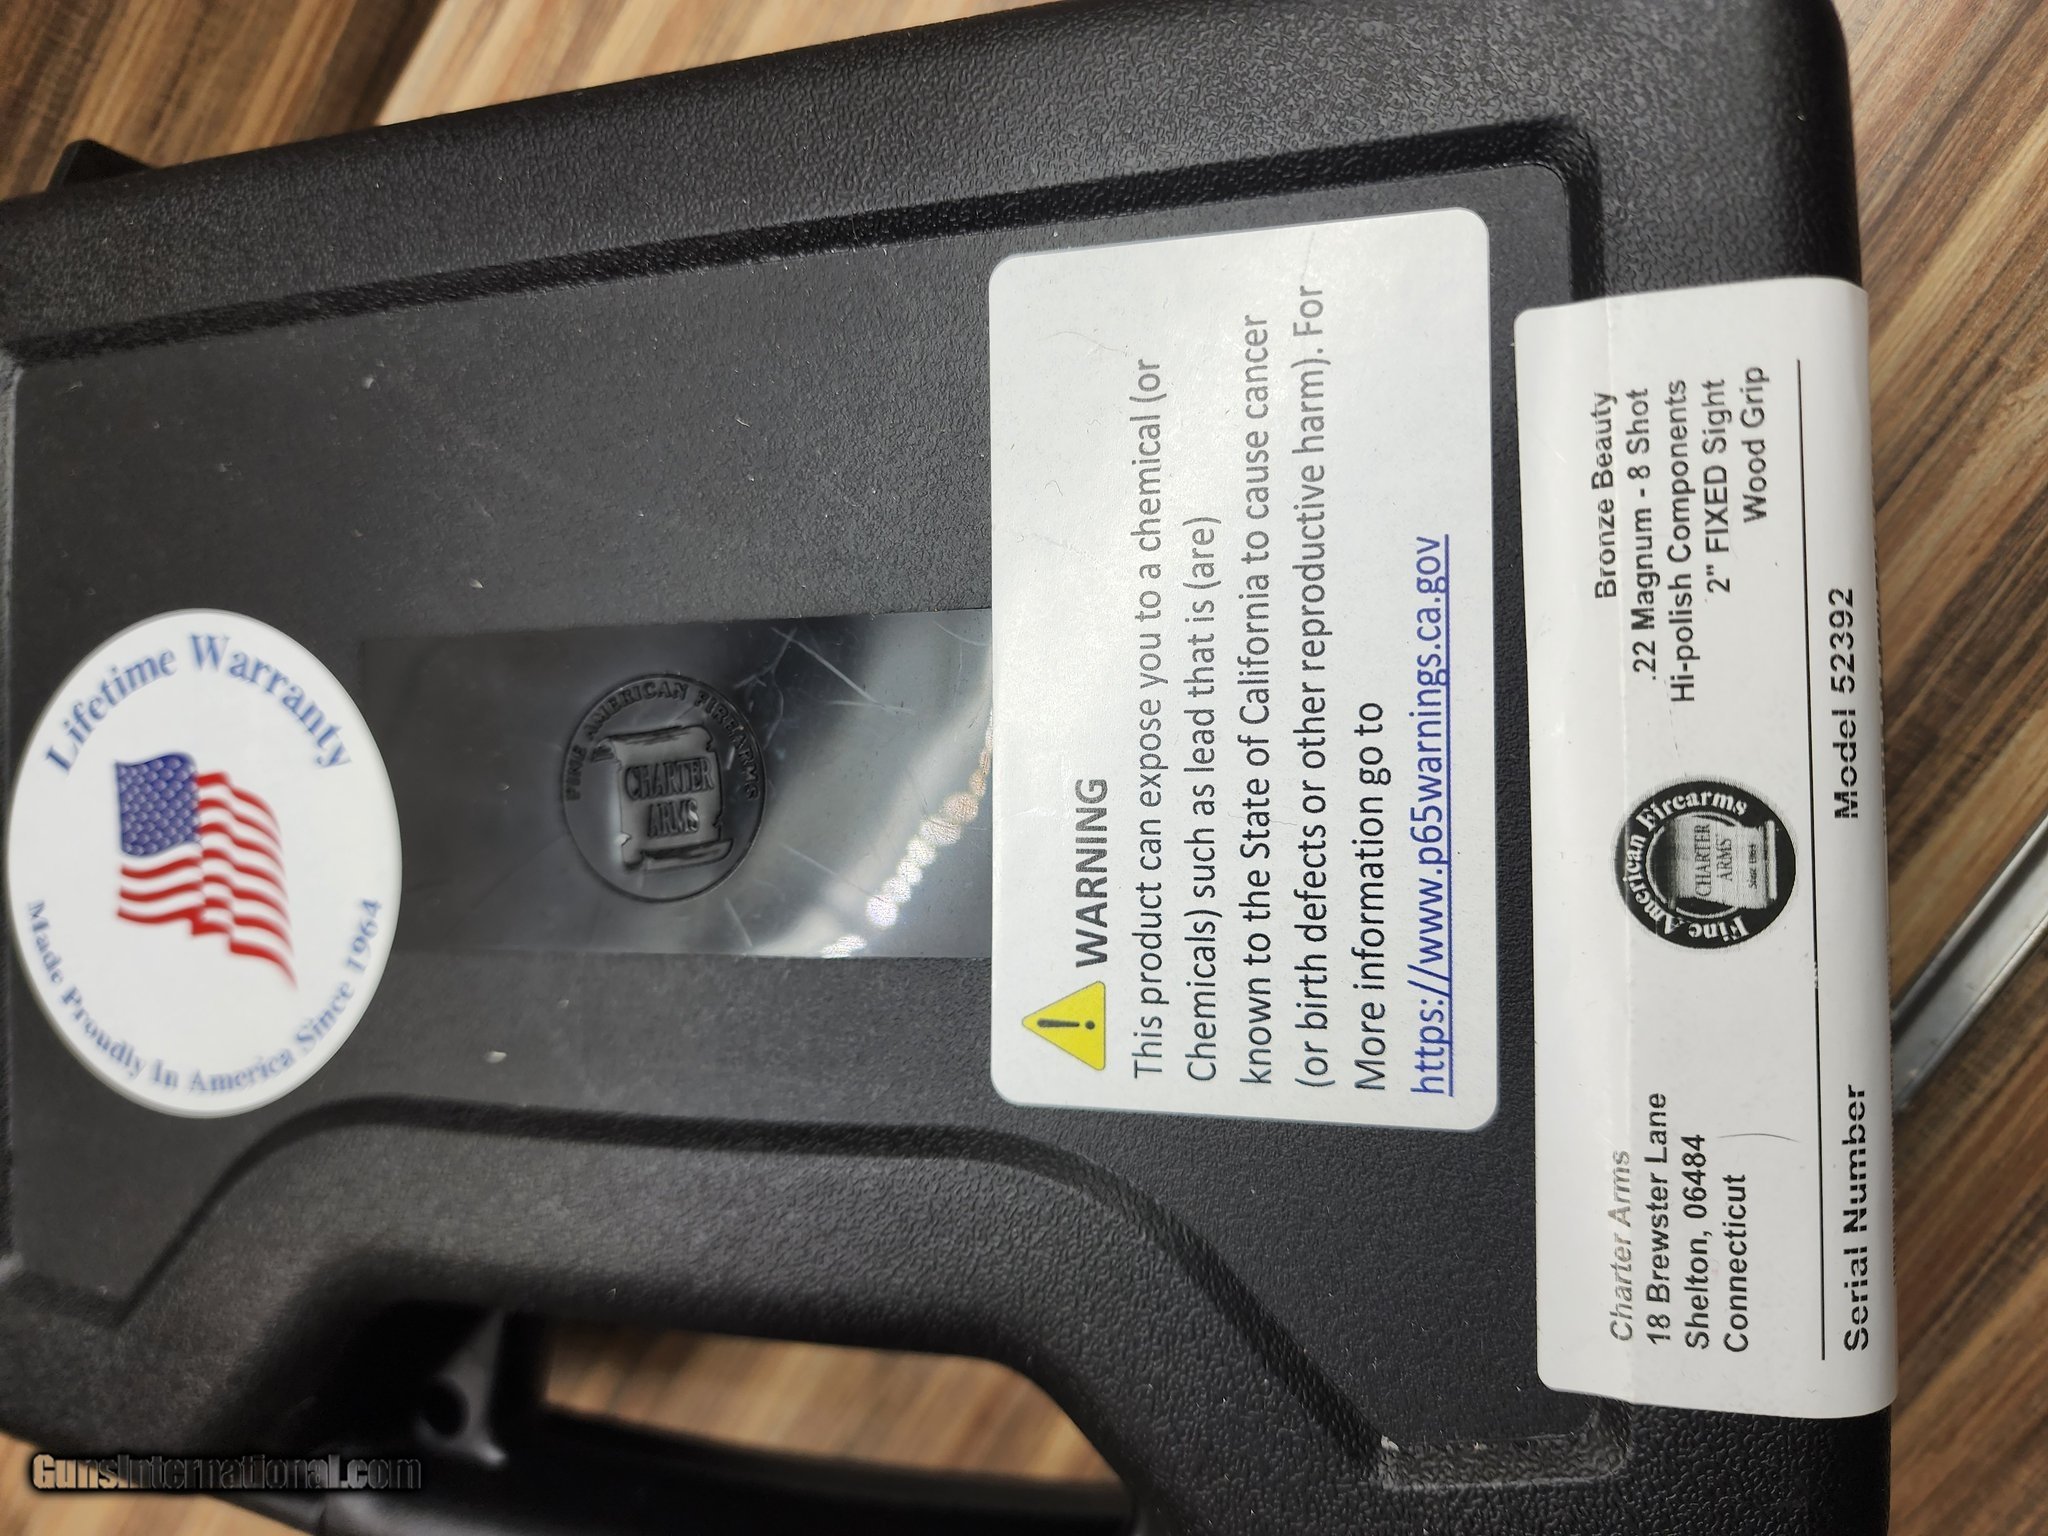 Lifetime Warranty
Made Proudly In America Since 1964
FINE AMERICAN FIREARMS
CHARTER
ARMS
WARNING
This product can expose you to a chemical (or
Chemicals) such as lead that is (are)
known to the State of California to cause cancer
(or birth defects or other reproductive harm). For
More information go to
https://www.p65warnings.ca.gov
Charter Arms
18 Brewster Lane
Shelton, 06484
Connecticut
Fine American Firearms
CHARTER
ARMS
Since 1964
Bronze Beauty
.22 Magnum - 8 Shot
Hi-polish Components
2" FIXED Sight
Wood Grip
Serial Number
Model 52392
GunsInternational.com